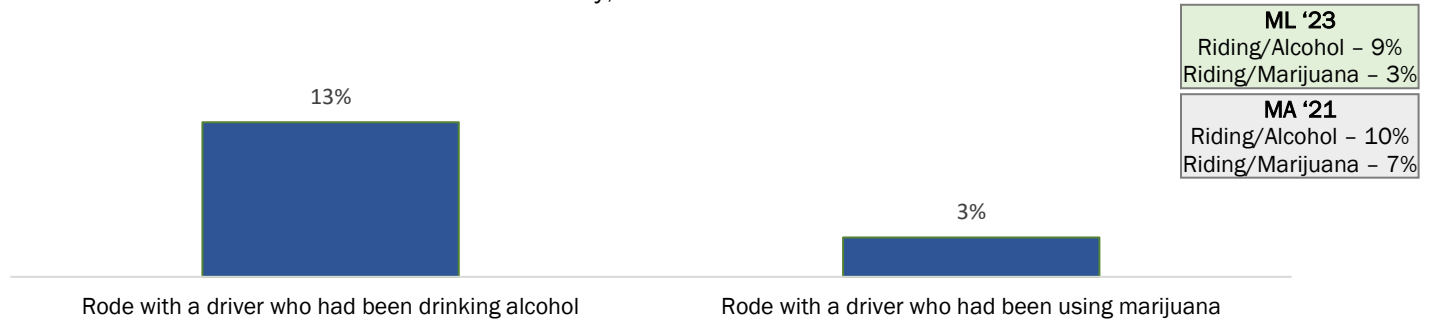 ML ‘23
Riding/Alcohol – 9%
Riding/Marijuana – 3%
MA ‘21
Riding/Alcohol – 10%
Riding/Marijuana – 7%
13%
3%
Rode with a driver who had been drinking alcohol
Rode with a driver who had been using marijuana